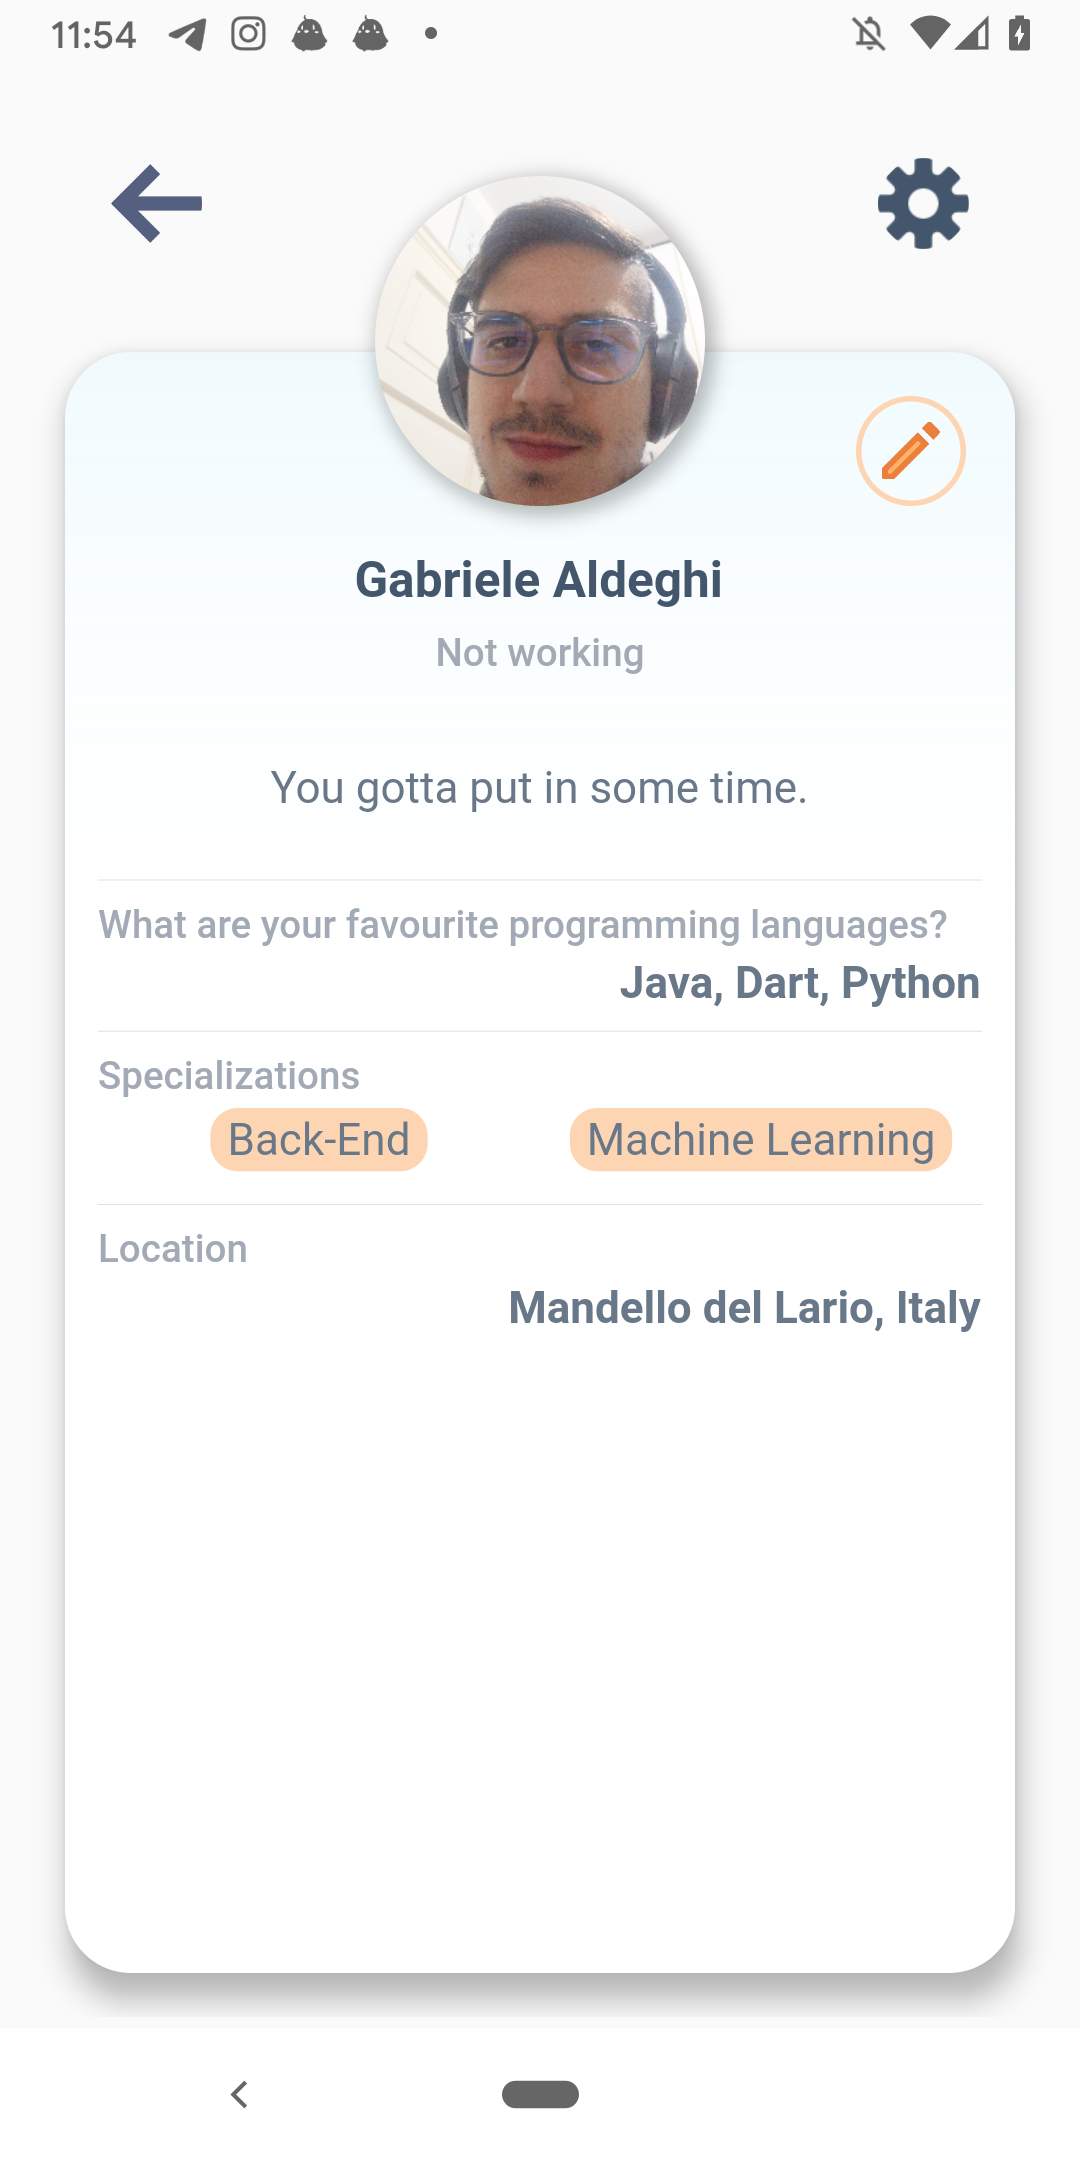 11:54
Gabriele Aldeghi
Not working
You gotta put in some time.
What are your favourite programming languages?
Java, Dart, Python
Specializations
Back-End Machine Learning
Location
Mandello del Lario, Italy